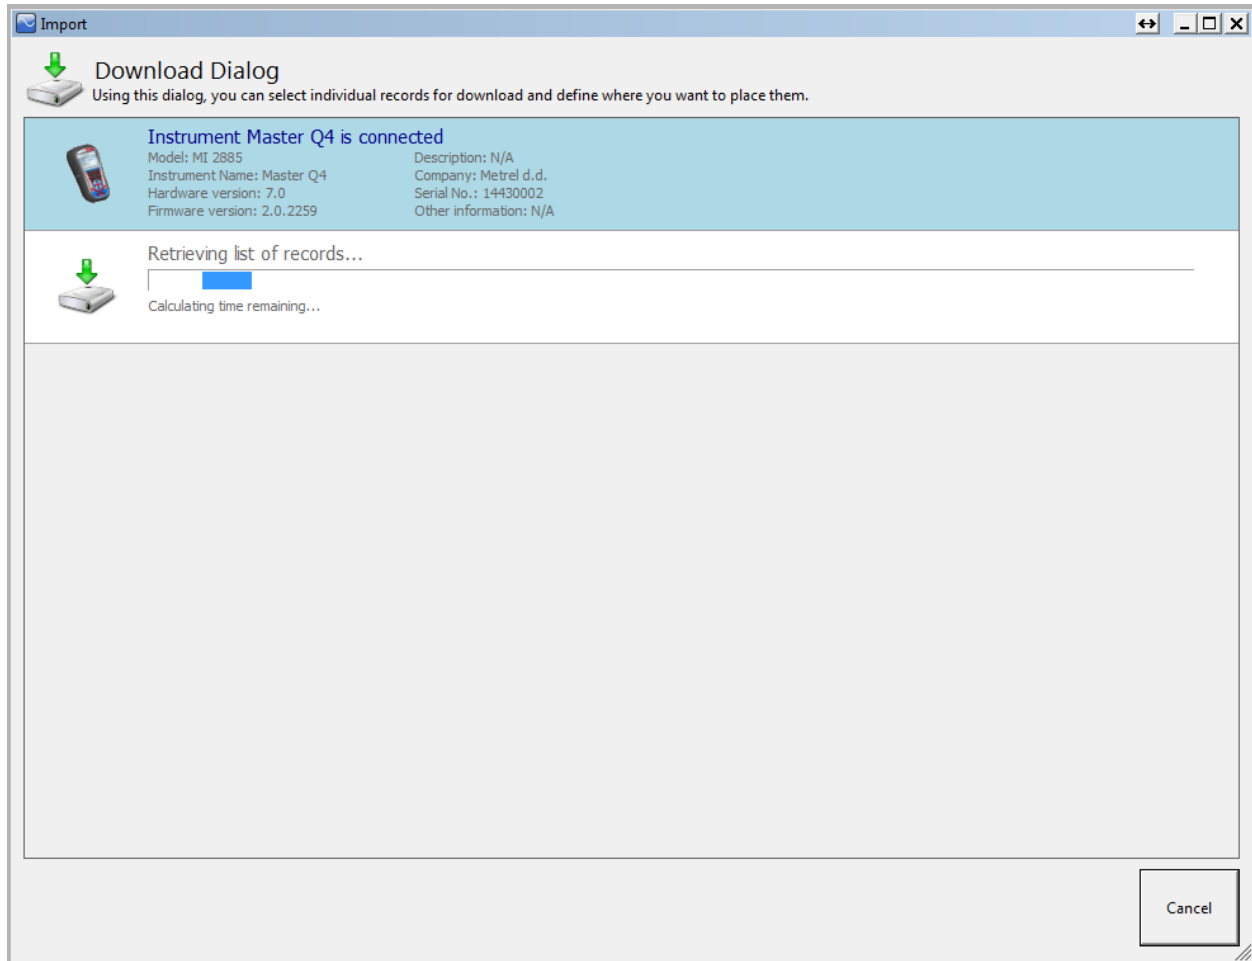 Import
Download Dialog
Using this dialog, you can select individual records for download and define where you want to place them.
Instrument Master Q4 is connected
Model: MI 2885 Description: N/A
Instrument Name: Master Q4 Company: Metrel d.d.
Hardware version: 7.0 Serial No.: 14430002
Firmware version: 2.0.2259 Other information: N/A
Retrieving list of records...
Calculating time remaining...
Cancel